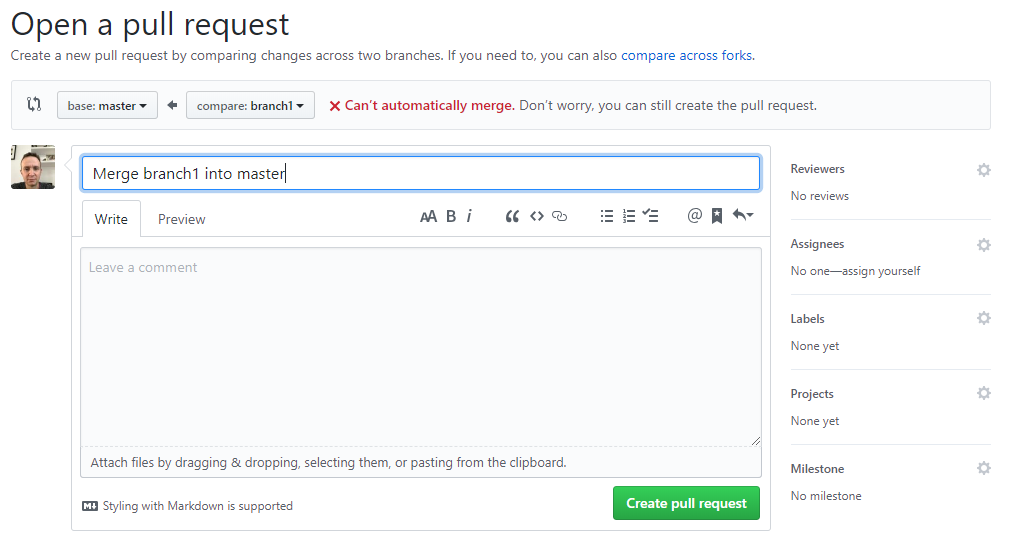 Open a pull request
Create a new pull request by comparing changes across two branches. If you need to, you can also compare across forks.
base: master compare: branch1 Can’t automatically merge. Don’t worry, you can still create the pull request.
Merge branch1 into master
Write Preview AA B i @
Leave a comment
Attach files by dragging & dropping, selecting them, or pasting from the clipboard.
Styling with Markdown is supported
Create pull request
Reviewers
No reviews
Assignees
No one—assign yourself
Labels
None yet
Projects
None yet
Milestone
No milestone